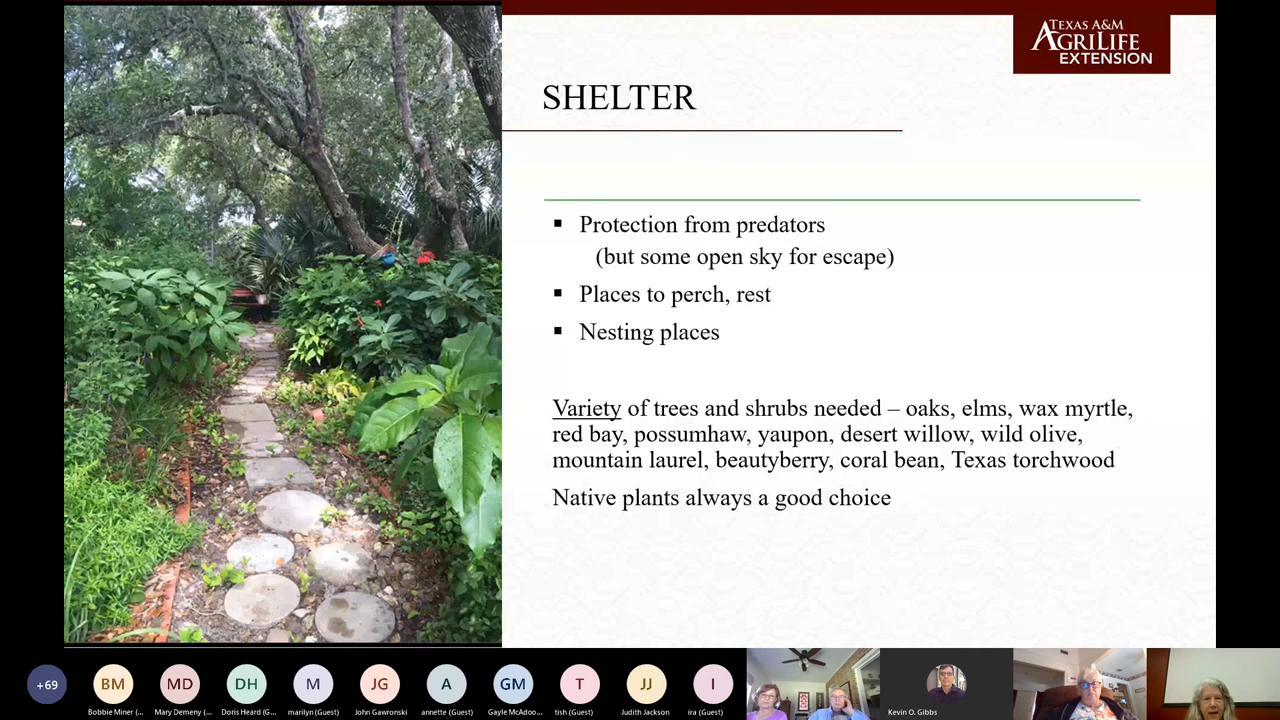 TEXAS A&M
AGRILIFE
EXTENSION
SHELTER
▪ Protection from predators
(but some open sky for escape)
▪ Places to perch, rest
▪ Nesting places
Variety of trees and shrubs needed – oaks, elms, wax myrtle,
red bay, possumhaw, yaupon, desert willow, wild olive,
mountain laurel, beautyberry, coral bean, Texas torchwood
Native plants always a good choice
+69
BM
MD
DH
M
JG
A
GM
T
JJ
I
Bobbie Miner (...
Mary Demeny (...
Doris Heard (G...
marilyn (Guest)
John Gawronski
annette (Guest)
Gayle McAdoo...
tish (Guest)
Judith Jackson
ira (Guest)
Kevin O. Gibbs